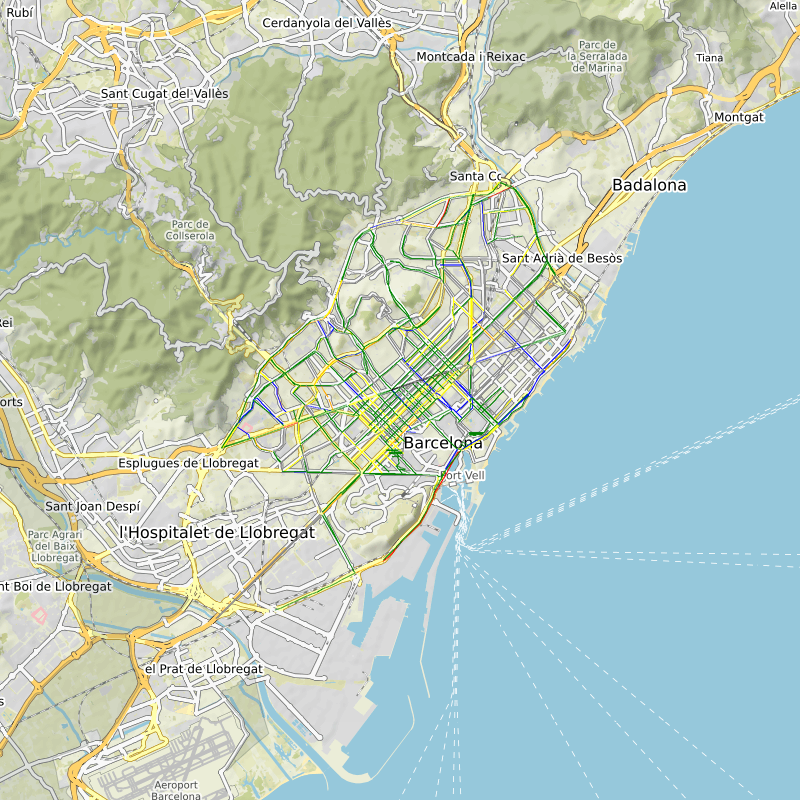 Rubí
Alella
Cerdanyola del Vallès
Montcada i Reixac
Parc de
la Serralada
de Marina
Tiana
Sant Cugat del Vallès
Montgat
Santa Co
Badalona
Parc de
Collserola
Sant Adrià de Besòs
Rei
orts
Barcelona
Esplugues de Llobregat
Port Vell
Sant Joan Despí
l'Hospitalet de Llobregat
Parc Agrari
del Baix
Llobregat
nt Boi de Llobregat
el Prat de Llobregat
s
Aeroport
Barcelona